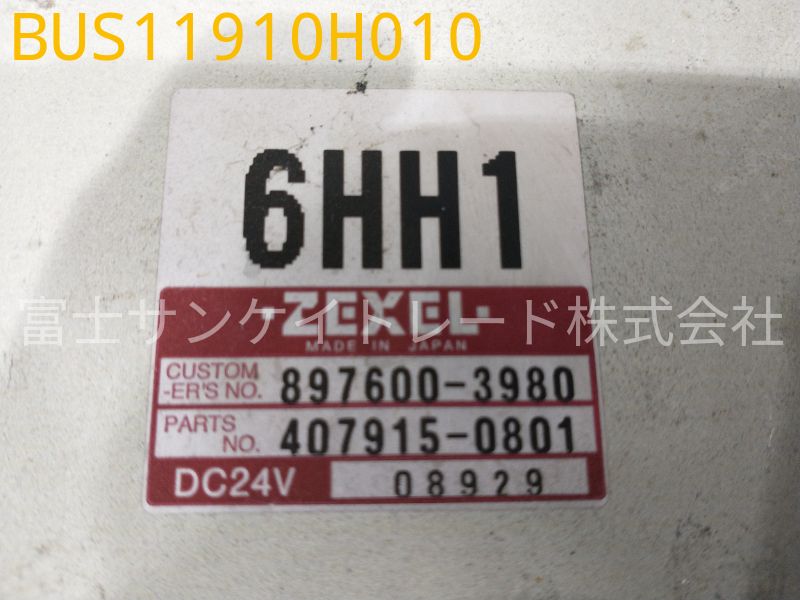 BUS11910H010
6HH1
ZEXEL
富士サンケイトレード株式会社
MADE IN JAPAN
CUSTOM
-ER'S NO. 897600-3980
PARTS
NO. 407915-0801
DC24V 08929